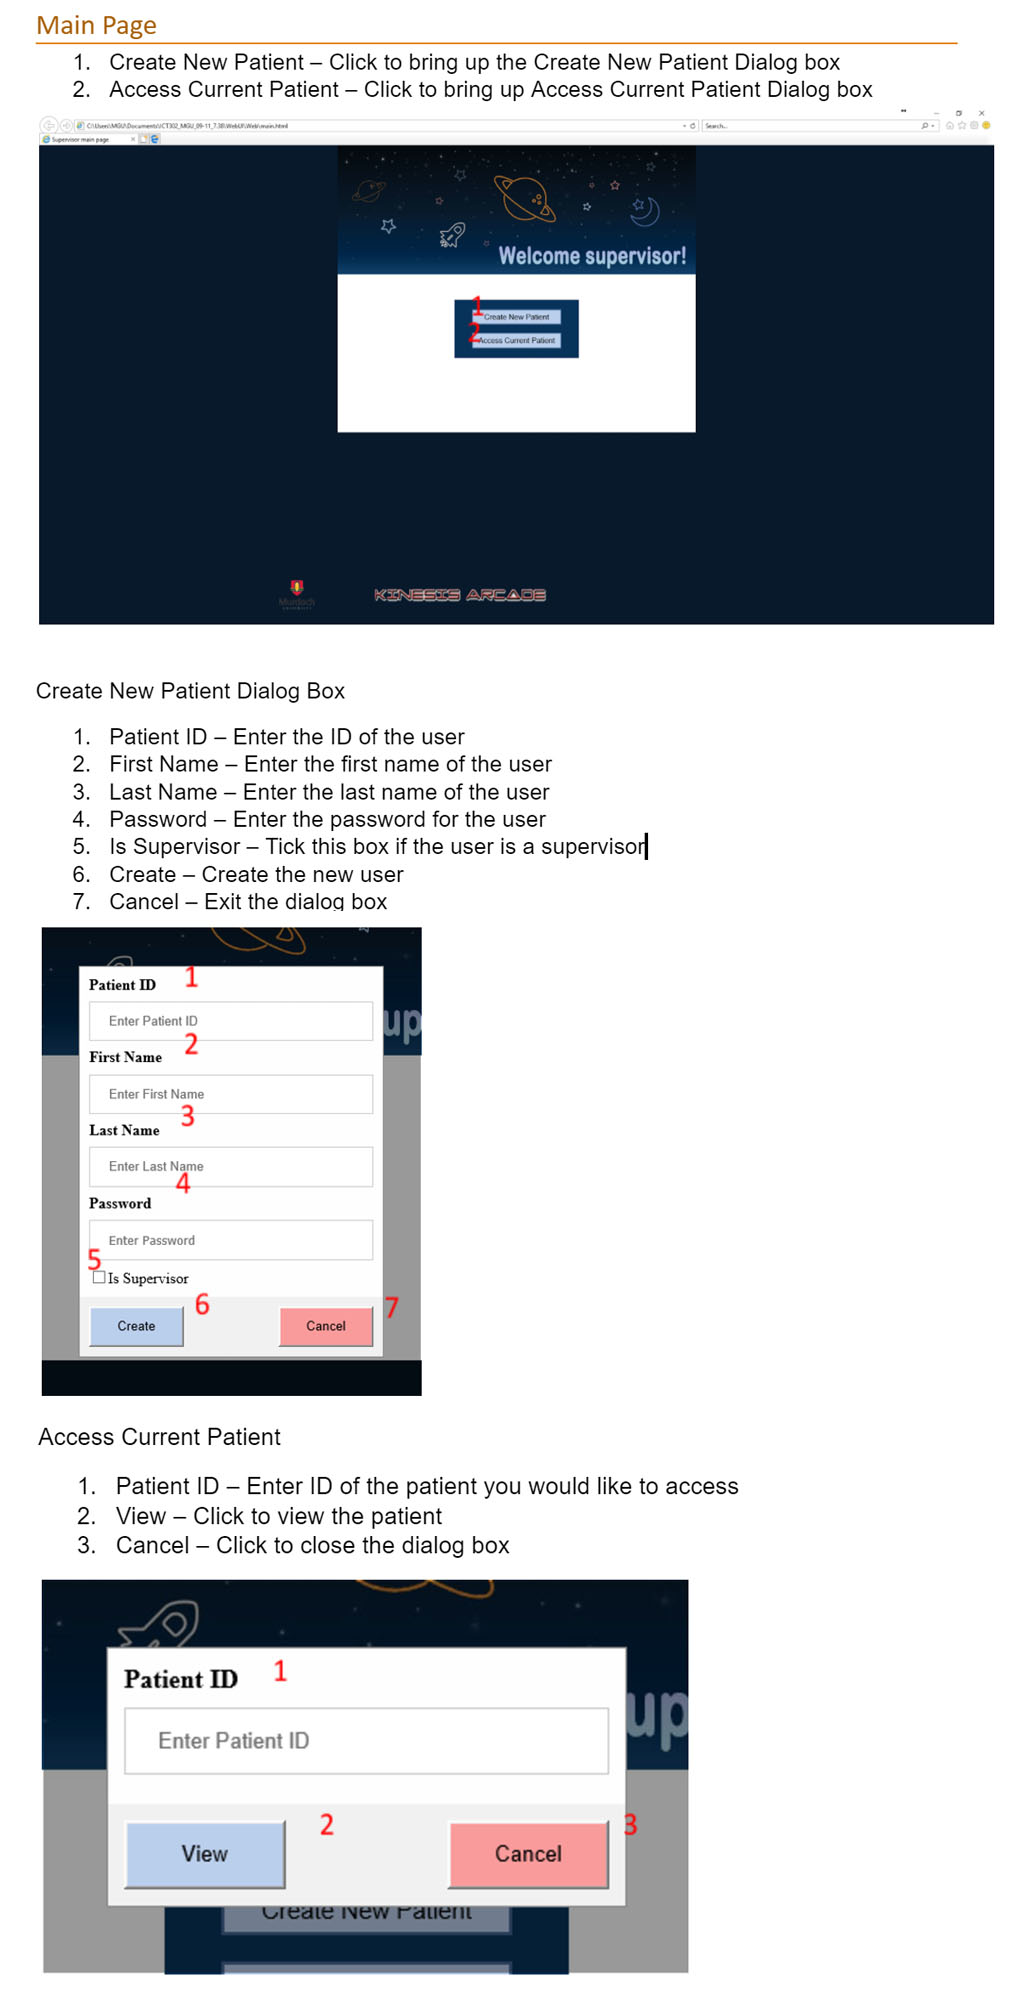 Main Page
1. Create New Patient – Click to bring up the Create New Patient Dialog box
2. Access Current Patient – Click to bring up Access Current Patient Dialog box
Search...
Supervisor main page
Welcome supervisor!
1
Create New Patient
2
Access Current Patient
Murdoch
UNIVERSITY
KINESIS ARCADE
Create New Patient Dialog Box
1. Patient ID – Enter the ID of the user
2. First Name – Enter the first name of the user
3. Last Name – Enter the last name of the user
4. Password – Enter the password for the user
5. Is Supervisor – Tick this box if the user is a supervisor
6. Create – Create the new user
7. Cancel – Exit the dialog box
Patient ID 1
Enter Patient ID
up
2
First Name
Enter First Name
3
Last Name
Enter Last Name
4
Password
Enter Password
5
Is Supervisor
6 7
Create Cancel
Access Current Patient
1. Patient ID – Enter ID of the patient you would like to access
2. View – Click to view the patient
3. Cancel – Click to close the dialog box
Patient ID 1
up
Enter Patient ID
2 3
View Cancel
Create New Patient